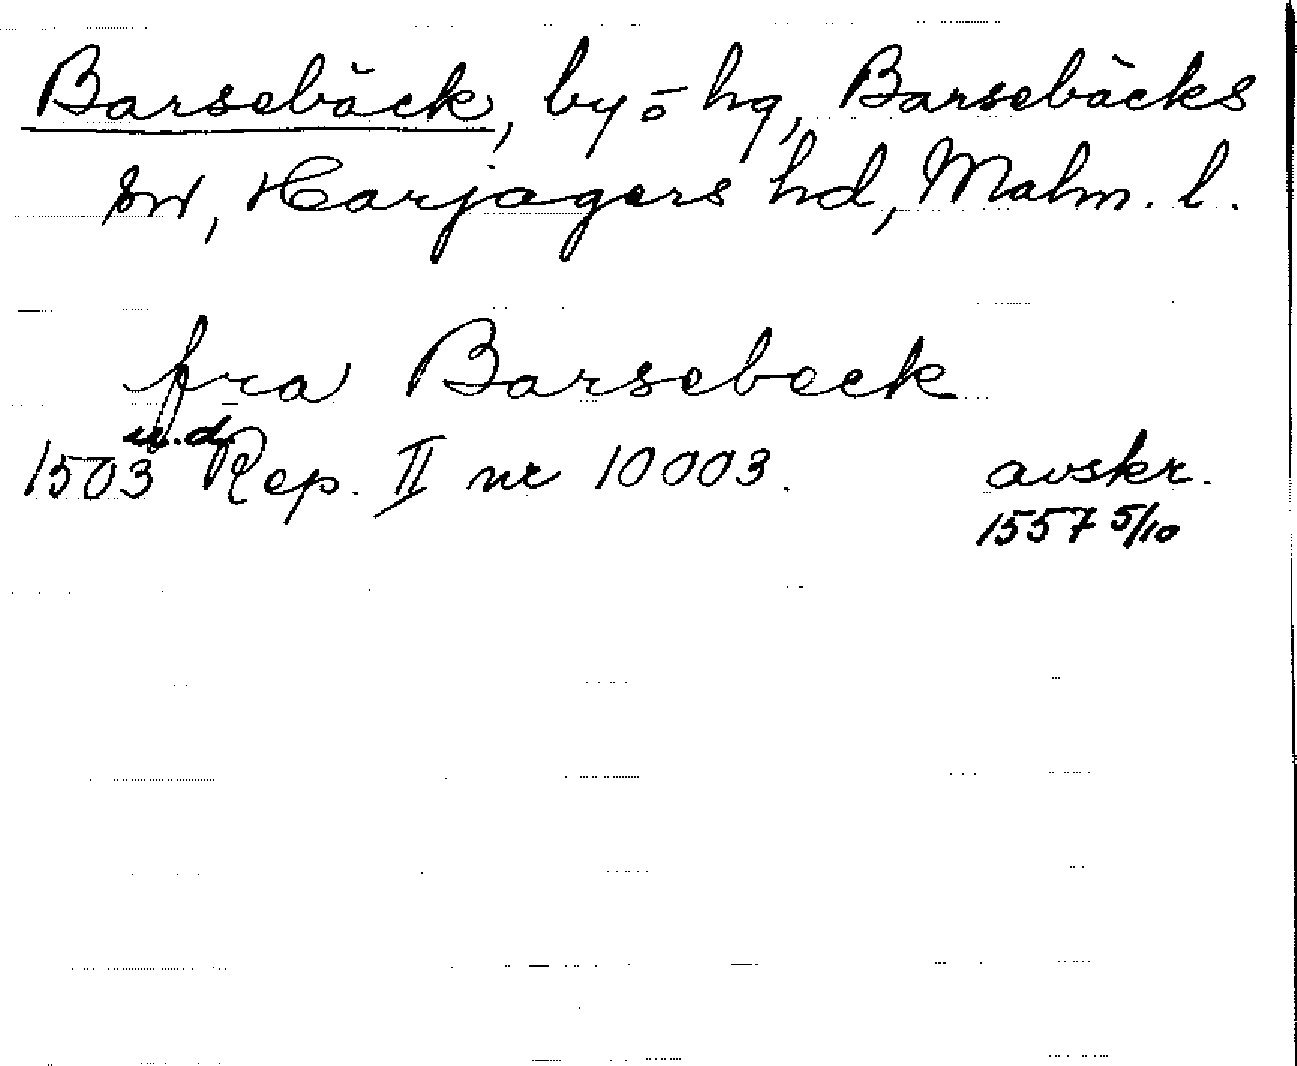 Barsebäck, by o hg, Barsebäcks
sn, Harjagers hd, Malm. l.
fra Barsebeck
1503 u.d. Rep. II nr 10003. avskr.
1557 5/10